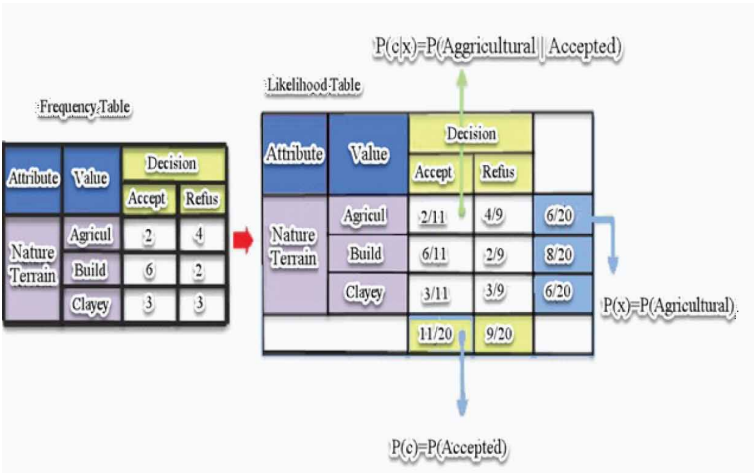 P(c|x)=P(Aggricultural | Accepted)
Likelihood Table
Frequency Table
Attribute Value Decision
Accept Refus
Nature Terrain Agricul 2 4
Build 6 2
Clayey 3 3
Attribute Value Decision
Accept Refus
Nature Terrain Agricul 2/11 4/9 6/20
Build 6/11 2/9 8/20
Clayey 3/11 3/9 6/20
11/20 9/20
P(x)=P(Agricultural).
P(c)=P(Accepted)